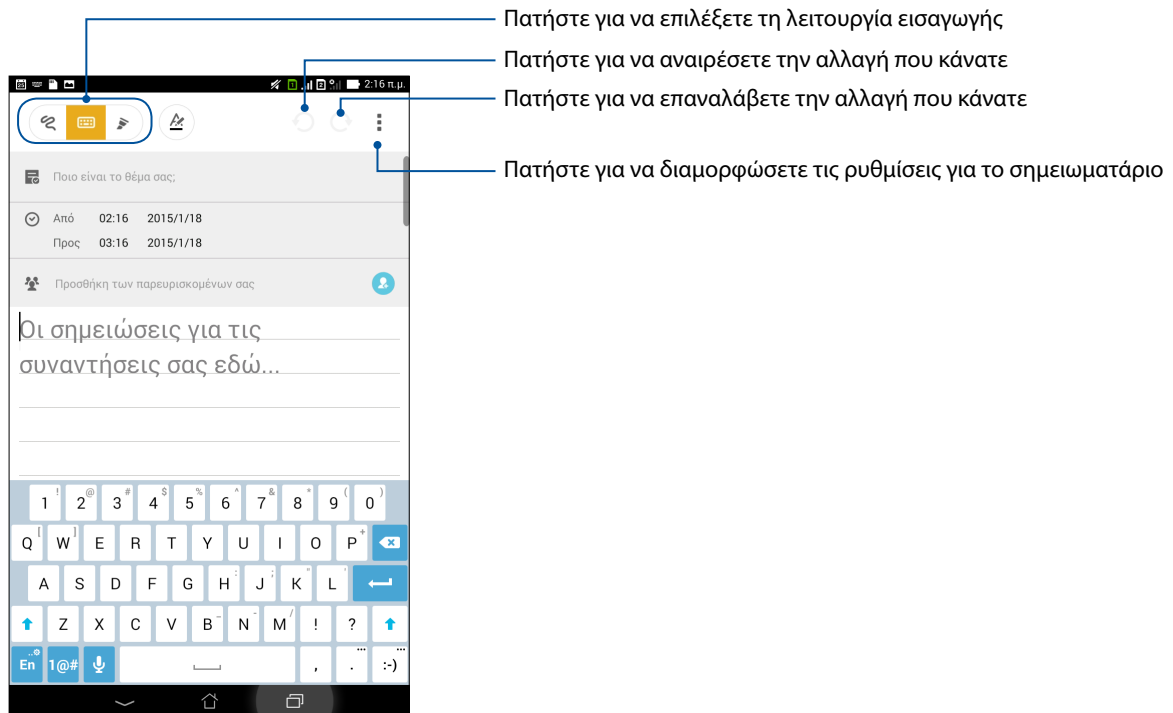 Πατήστε για να επιλέξετε τη λειτουργία εισαγωγής
Πατήστε για να αναιρέσετε την αλλαγή που κάνατε
Πατήστε για να επαναλάβετε την αλλαγή που κάνατε
Πατήστε για να διαμορφώσετε τις ρυθμίσεις για το σημειωματάριο
2:16 π.μ.
Ποιο είναι το θέμα σας;
Από 02:16 2015/1/18
Προς 03:16 2015/1/18
Προσθήκη των παρευρισκομένων σας
Οι σημειώσεις για τις
συναντήσεις σας εδώ...
1 ! 2 @ 3 # 4 $ 5 % 6 ^ 7 & 8 * 9 ( 0 )
Q [ W ] E R T Y U I O P +
A S D F G H : J ; K " L '
Z X C V B _ N - M / ! ?
En 1@# , . :-)